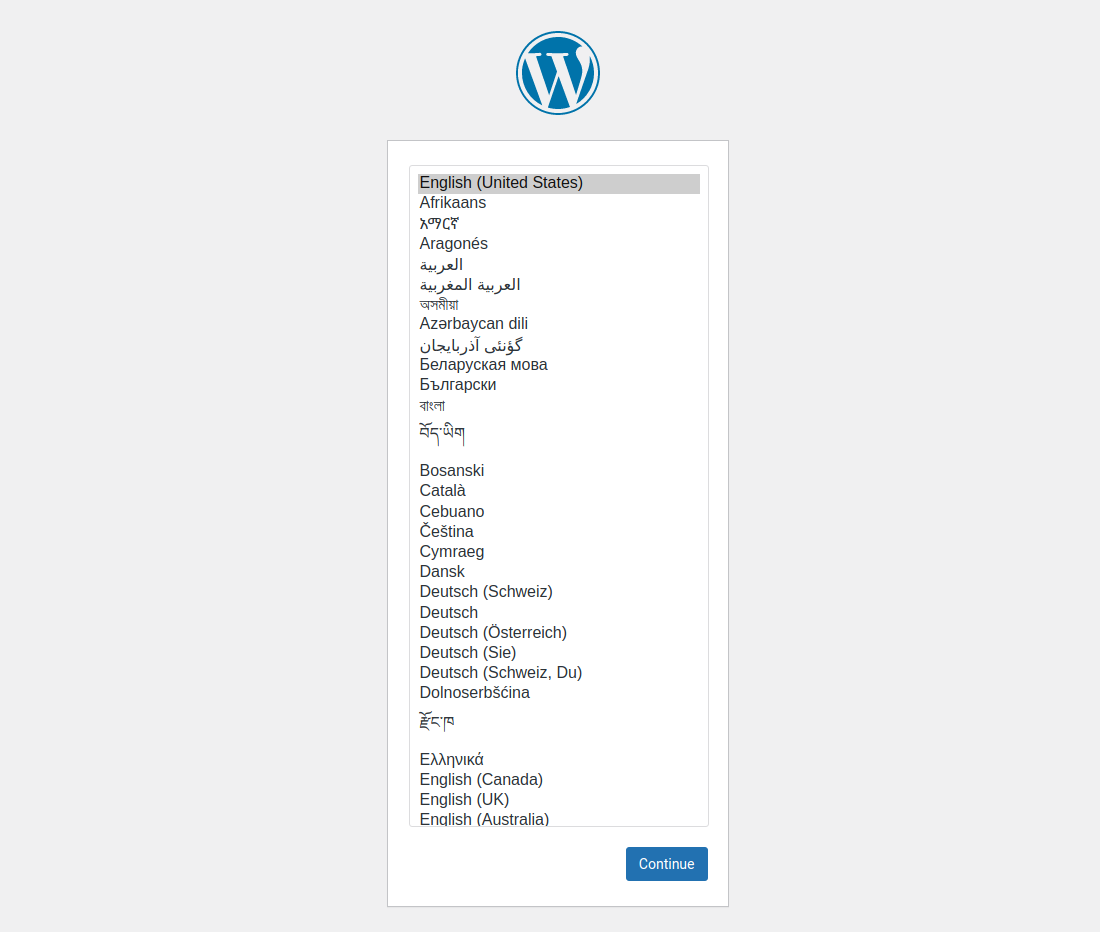 English (United States)
Afrikaans
አማርኛ
Aragonés
العربية
العربية المغربية
অসমীয়া
Azərbaycan dili
گؤنئی آذربایجان
Беларуская мова
Български
বাংলা
བོད་ཡིག
Bosanski
Català
Cebuano
Čeština
Cymraeg
Dansk
Deutsch (Schweiz)
Deutsch
Deutsch (Österreich)
Deutsch (Sie)
Deutsch (Schweiz, Du)
Dolnoserbšćina
རྫོང་ཁ
Ελληνικά
English (Canada)
English (UK)
English (Australia)
Continue